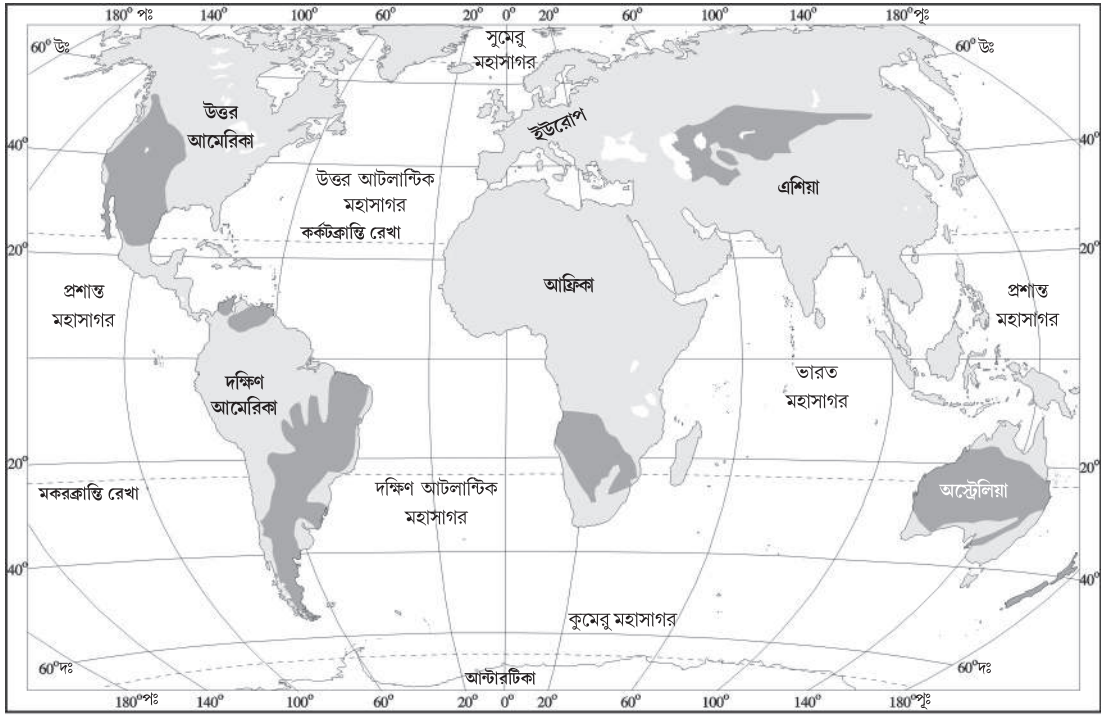 180° পঃ 140° 100° 60° 20° 0° 20° 60° 100° 140° 180°পূঃ
60° উঃ
60° উঃ
সুমেরু
মহাসাগর
উত্তর
আমেরিকা
ইউরোপ
40°
40°
এশিয়া
উত্তর আটলান্টিক
মহাসাগর
কর্কটক্রান্তি রেখা
20°
20°
আফ্রিকা
প্রশান্ত
মহাসাগর
প্রশান্ত
মহাসাগর
দক্ষিণ
আমেরিকা
ভারত
মহাসাগর
20°
20°
মকরক্রান্তি রেখা
দক্ষিণ আটলান্টিক
মহাসাগর
অস্ট্রেলিয়া
40°
40°
কুমেরু মহাসাগর
60°দঃ
60°দঃ
আন্টারটিকা
180°পঃ 140° 100° 60° 20° 0° 20° 60° 100° 140° 180°পূঃ